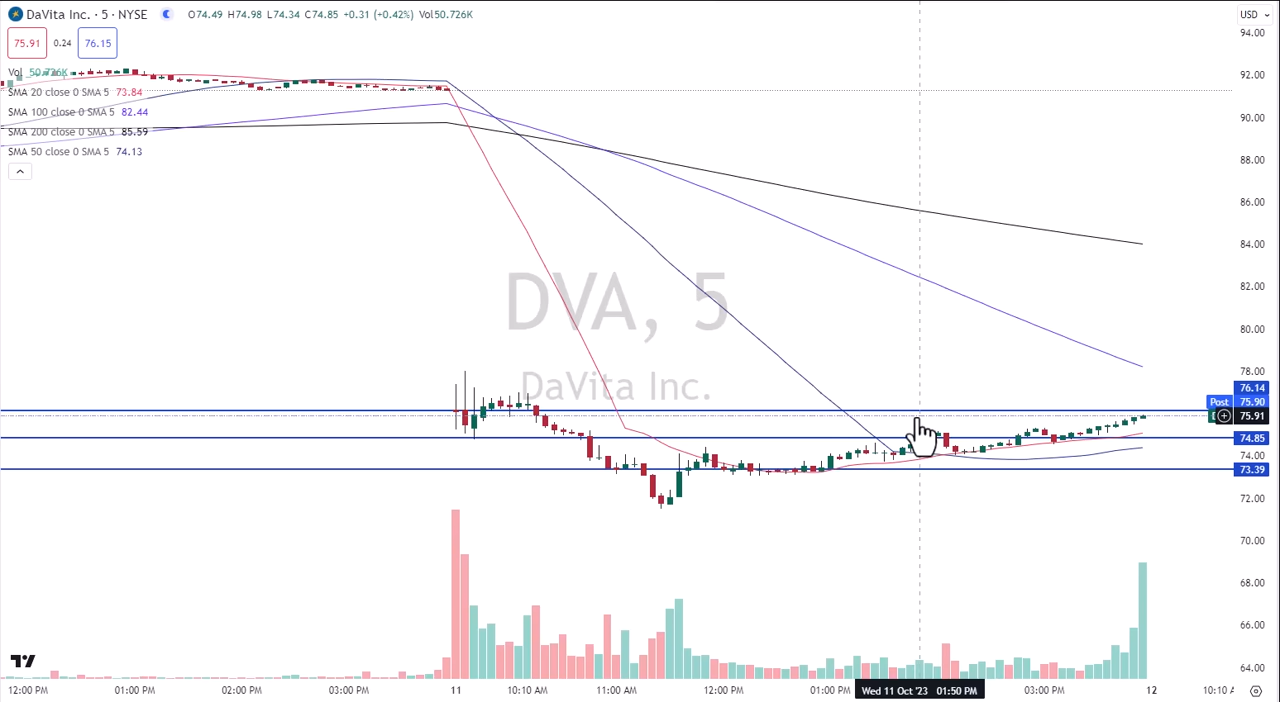 DaVita Inc. · 5 · NYSE O74.49 H74.98 L74.34 C74.85 +0.31 (+0.42%) Vol50.726K
USD
75.91 0.24 76.15
Vol 50.726K
SMA 20 close 0 SMA 5 73.84
SMA 100 close 0 SMA 5 82.44
SMA 200 close 0 SMA 5 85.59
SMA 50 close 0 SMA 5 74.13
DVA, 5
DaVita Inc.
94.00
92.00
90.00
88.00
86.00
84.00
82.00
80.00
78.00
76.14
Post 75.90
75.91
74.85
74.00
73.39
72.00
70.00
68.00
66.00
64.00
12:00 PM 01:00 PM 02:00 PM 03:00 PM 11 10:10 AM 11:00 AM 12:00 PM 01:00 PM Wed 11 Oct '23 01:50 PM 03:00 PM 12 10:10